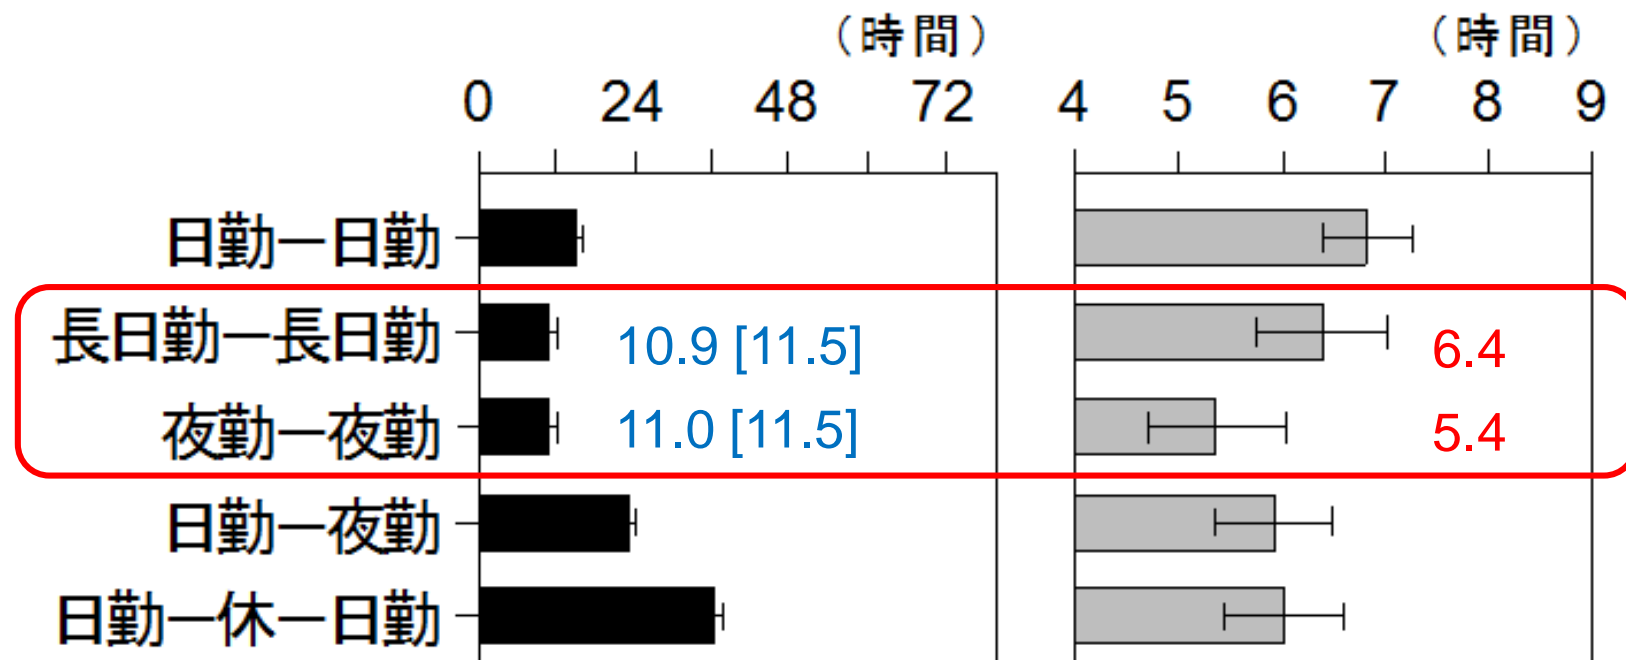 （時間）　（時間）
0 24 48 72 4 5 6 7 8 9
日勤ー日勤
長日勤ー長日勤 10.9 [11.5] 6.4
夜勤ー夜勤 11.0 [11.5] 5.4
日勤ー夜勤
日勤ー休ー日勤